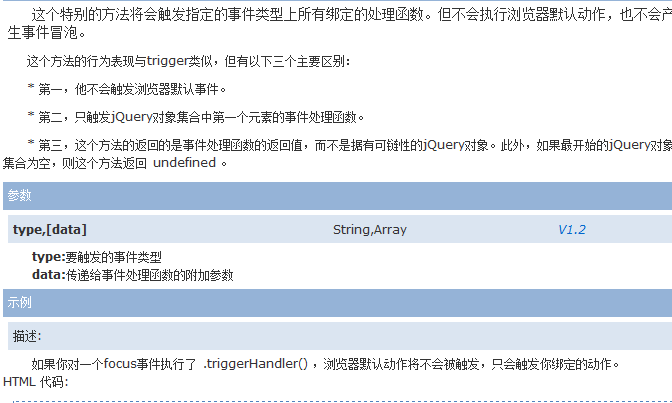 这个特别的方法将会触发指定的事件类型上所有绑定的处理函数。但不会执行浏览器默认动作，也不会产
生事件冒泡。
这个方法的行为表现与trigger类似，但有以下三个主要区别：
* 第一，他不会触发浏览器默认事件。
* 第二，只触发jQuery对象集合中第一个元素的事件处理函数。
* 第三，这个方法的返回的是事件处理函数的返回值，而不是据有可链性的jQuery对象。此外，如果最开始的jQuery对象
集合为空，则这个方法返回 undefined 。
参数
type,[data] String,Array V1.2
type:要触发的事件类型
data:传递给事件处理函数的附加参数
示例
描述:
如果你对一个focus事件执行了 .triggerHandler() ，浏览器默认动作将不会被触发，只会触发你绑定的动作。
HTML 代码: